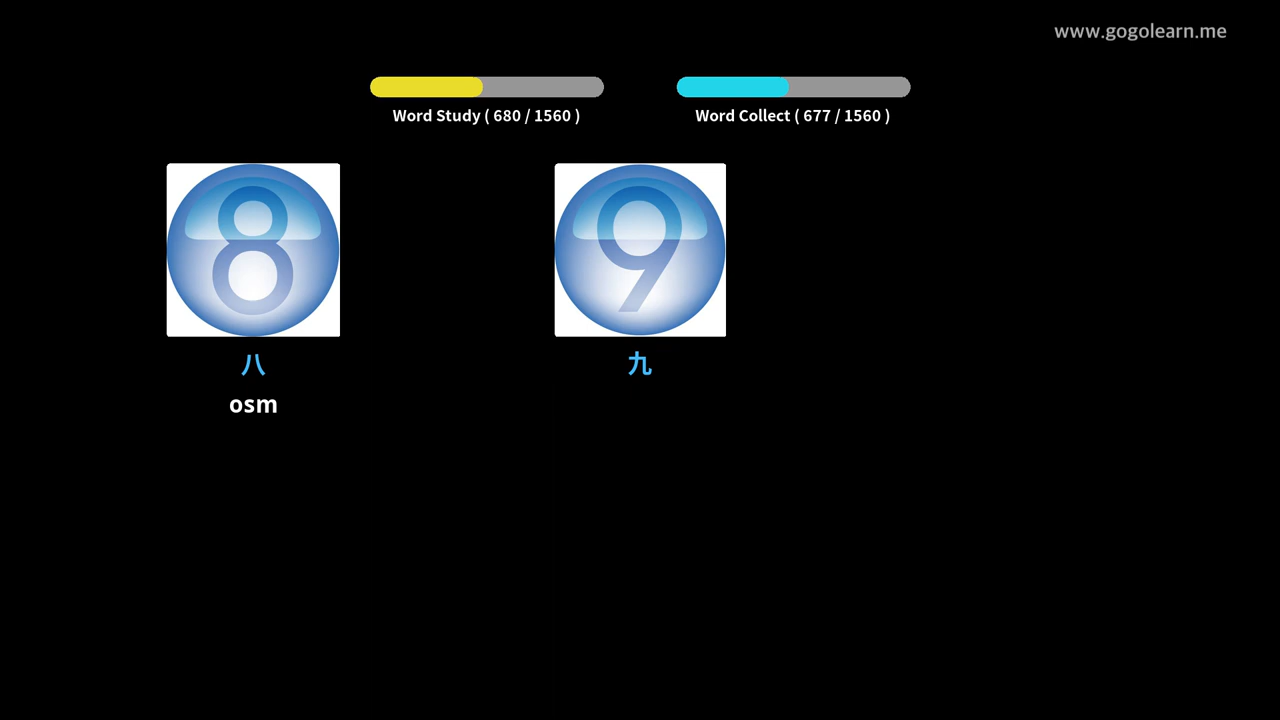 www.gogolearn.me
Word Study ( 680 / 1560 )
Word Collect ( 677 / 1560 )
8
9
八
九
osm